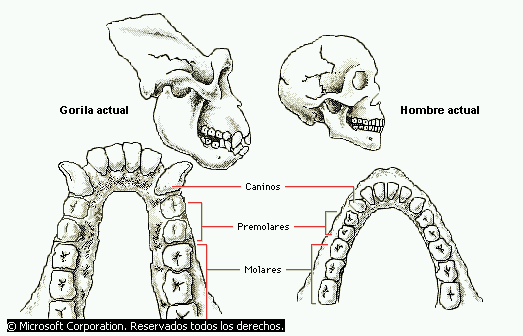 Gorila actual
Hombre actual
Caninos
Premolares
Molares
© Microsoft Corporation. Reservados todos los derechos.